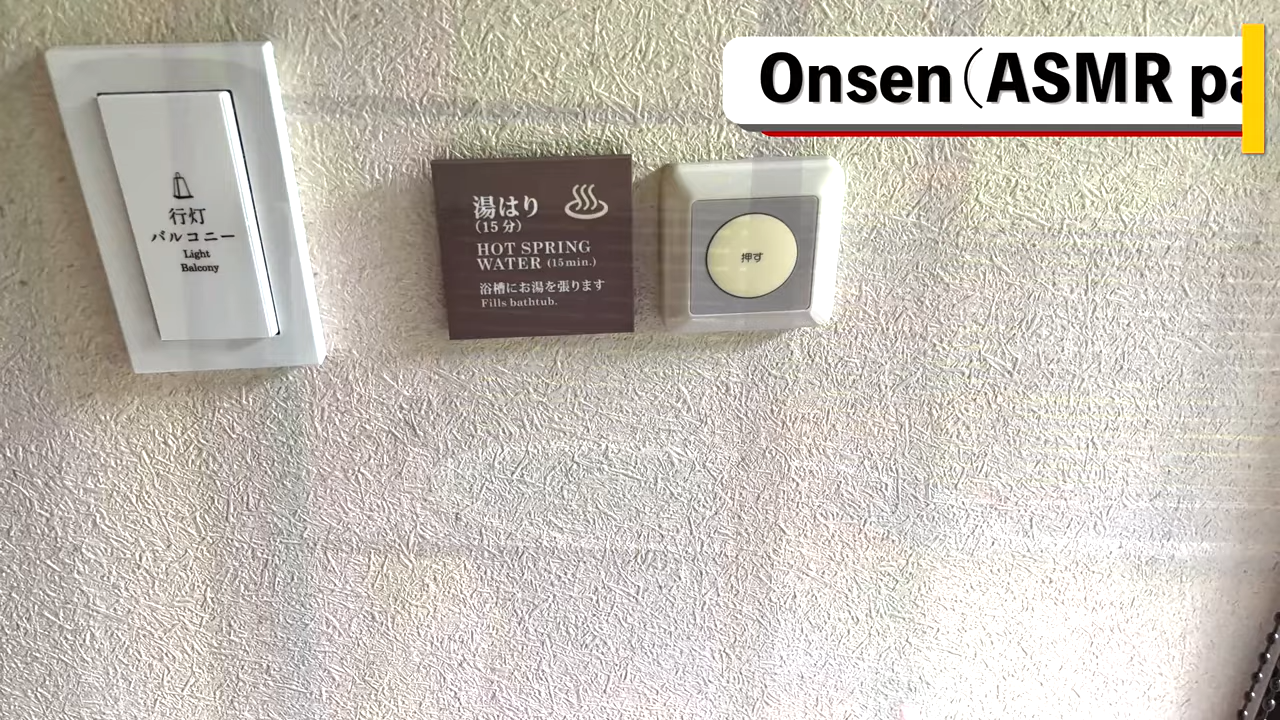 Onsen(ASMR pa
行灯
バルコニー
Light
Balcony
湯はり
(15分)
HOT SPRING
WATER (15min.)
浴槽にお湯を張ります
Fills bathtub.
押す